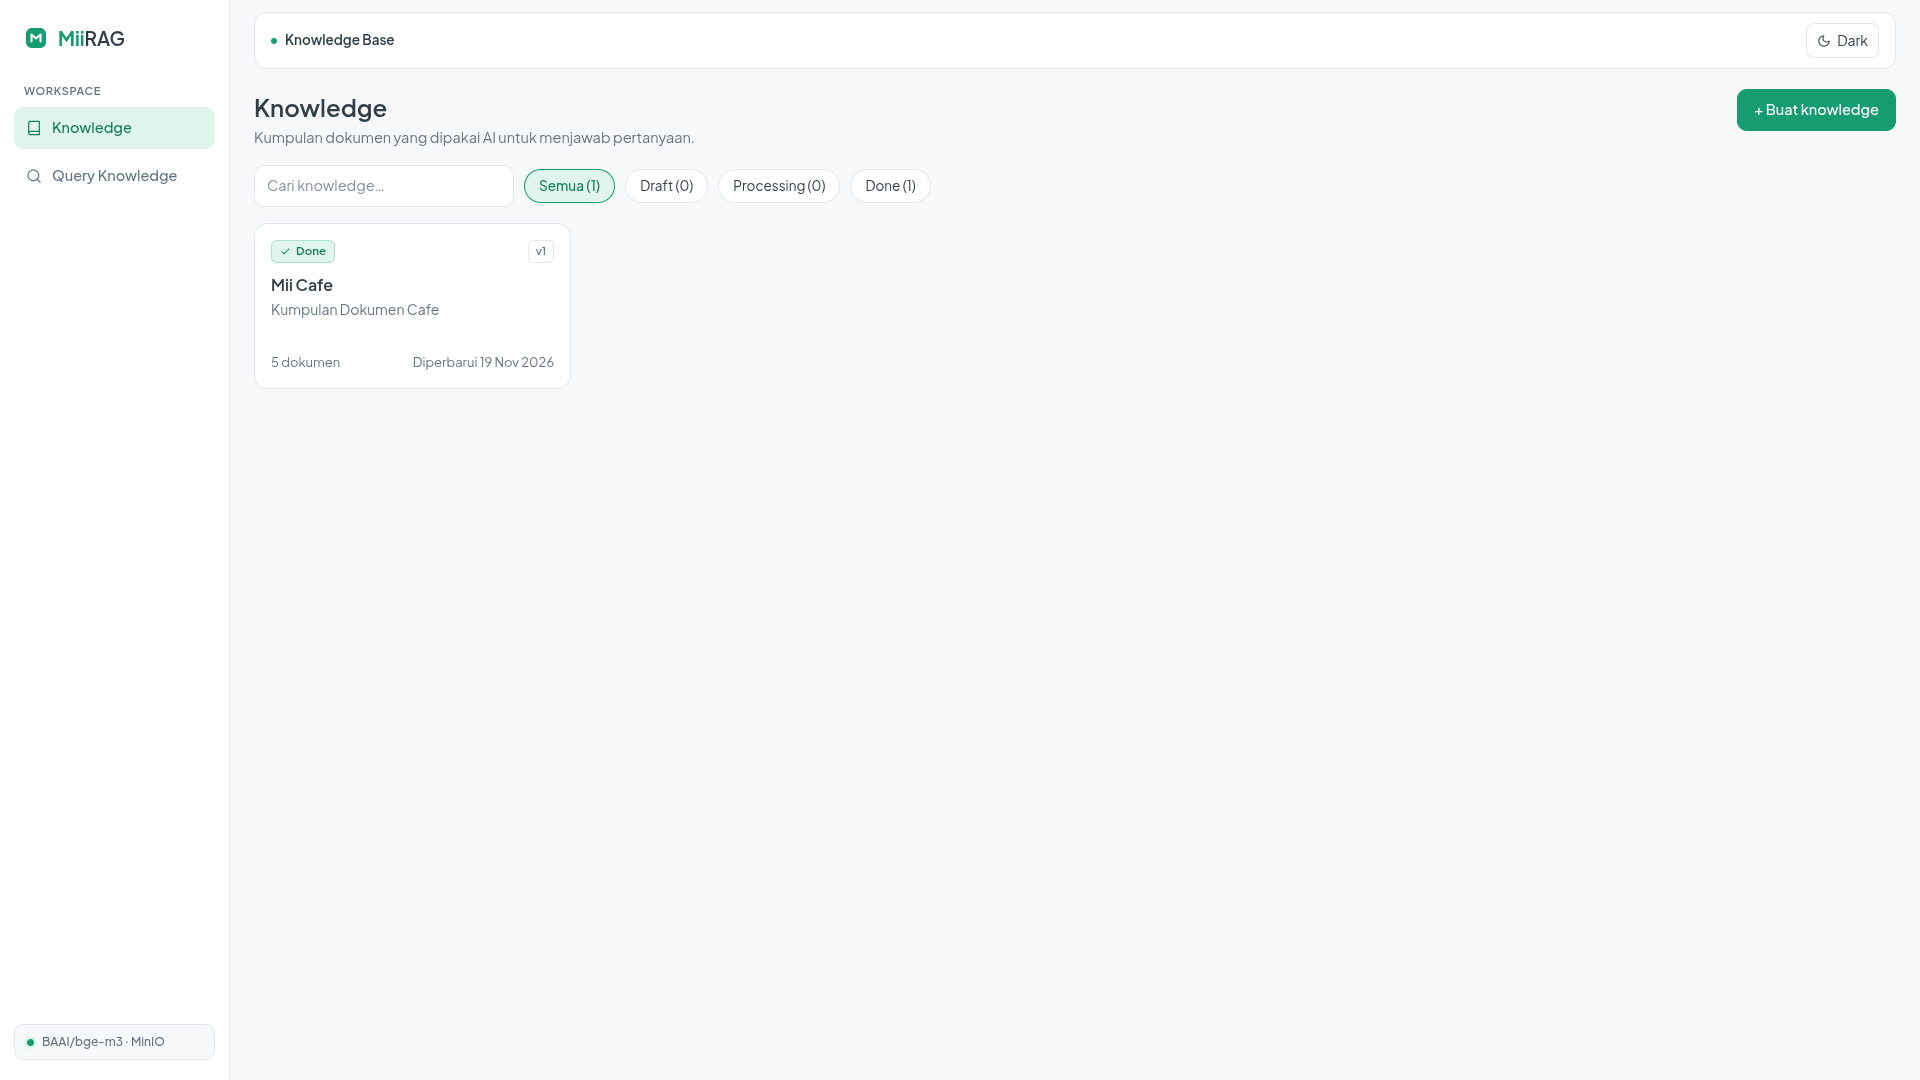 MiiRAG
WORKSPACE
Knowledge
Query Knowledge
BAAI/bge-m3 · MinIO
Knowledge Base
Dark
Knowledge
Kumpulan dokumen yang dipakai AI untuk menjawab pertanyaan.
+ Buat knowledge
Cari knowledge...
Semua (1)
Draft (0)
Processing (0)
Done (1)
Done
v1
Mii Cafe
Kumpulan Dokumen Cafe
5 dokumen
Diperbarui 19 Nov 2026